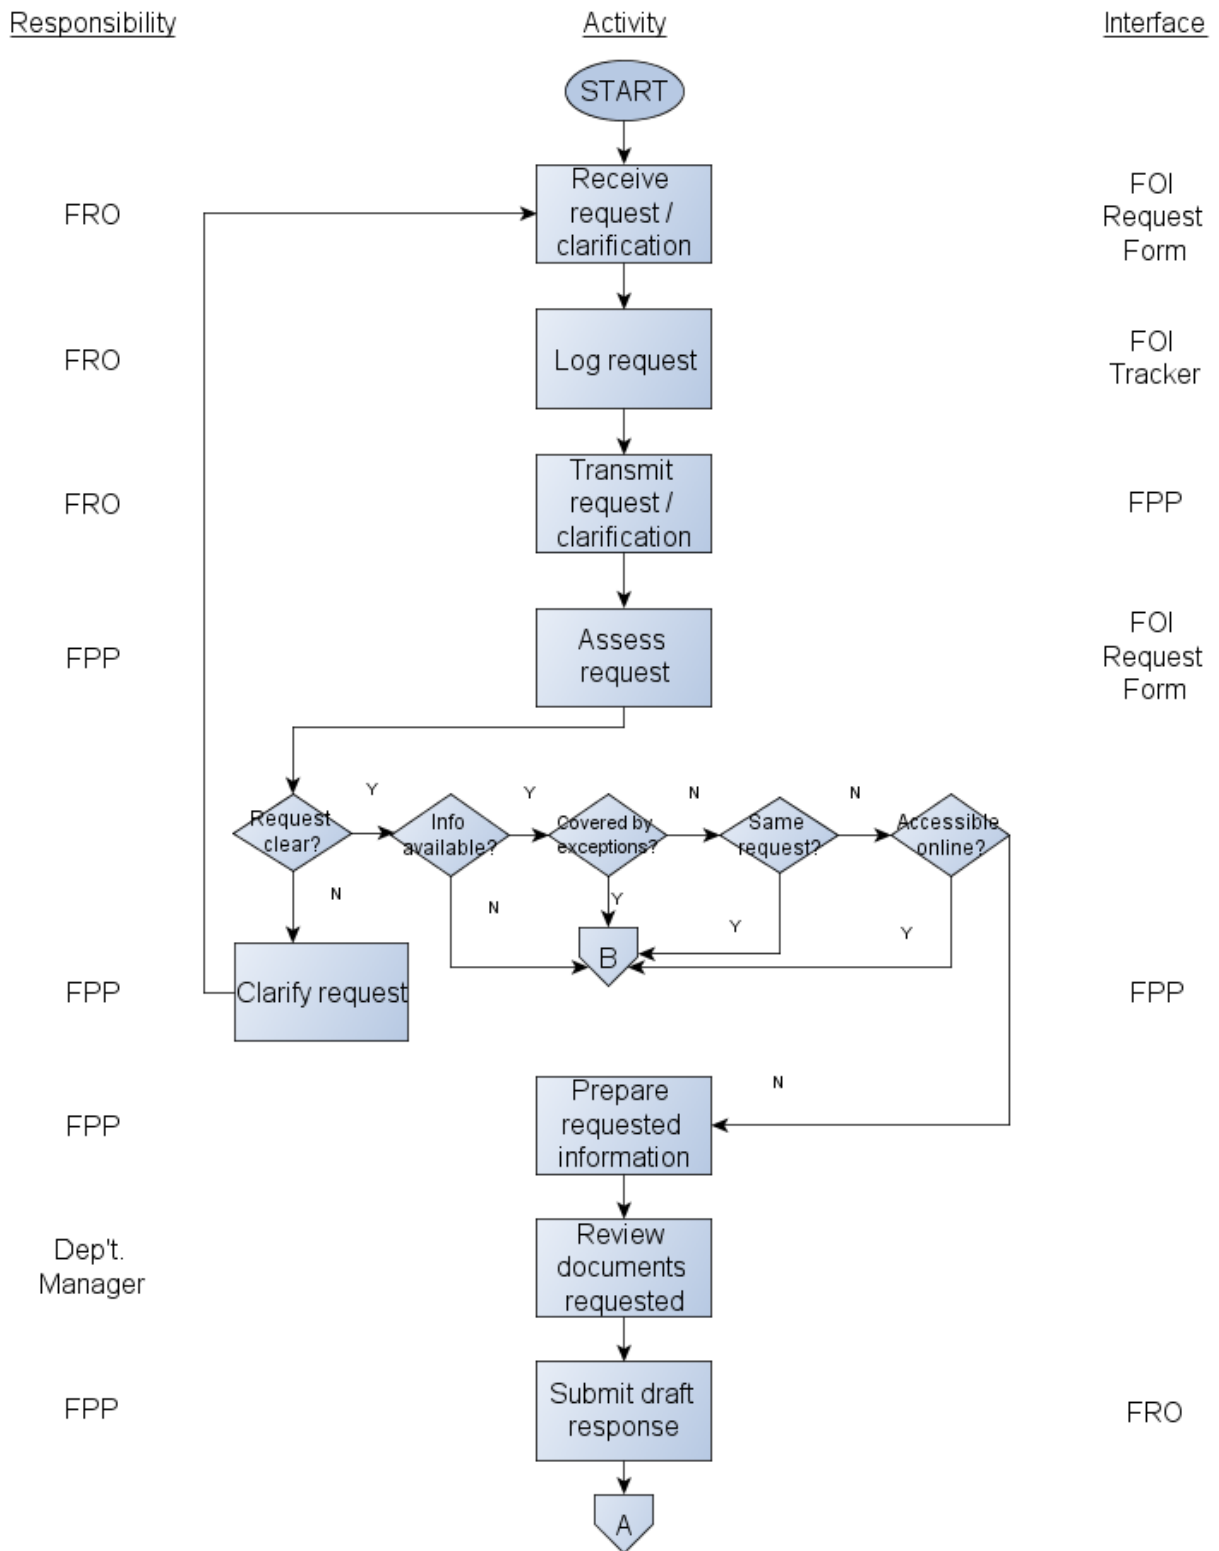 Responsibility
Activity
Interface
START
FRO
Receive
request /
clarification
FOI
Request
Form
FRO
Log request
FOI
Tracker
FRO
Transmit
request /
clarification
FPP
FPP
Assess
request
FOI
Request
Form
Request
clear?
Y
Info
available?
Y
Covered by
exceptions?
N
Same
request?
N
Accessible
online?
N
N
Y
Y
Y
B
FPP
Clarify request
FPP
N
FPP
Prepare
requested
information
Dep't.
Manager
Review
documents
requested
FPP
Submit draft
response
FRO
A